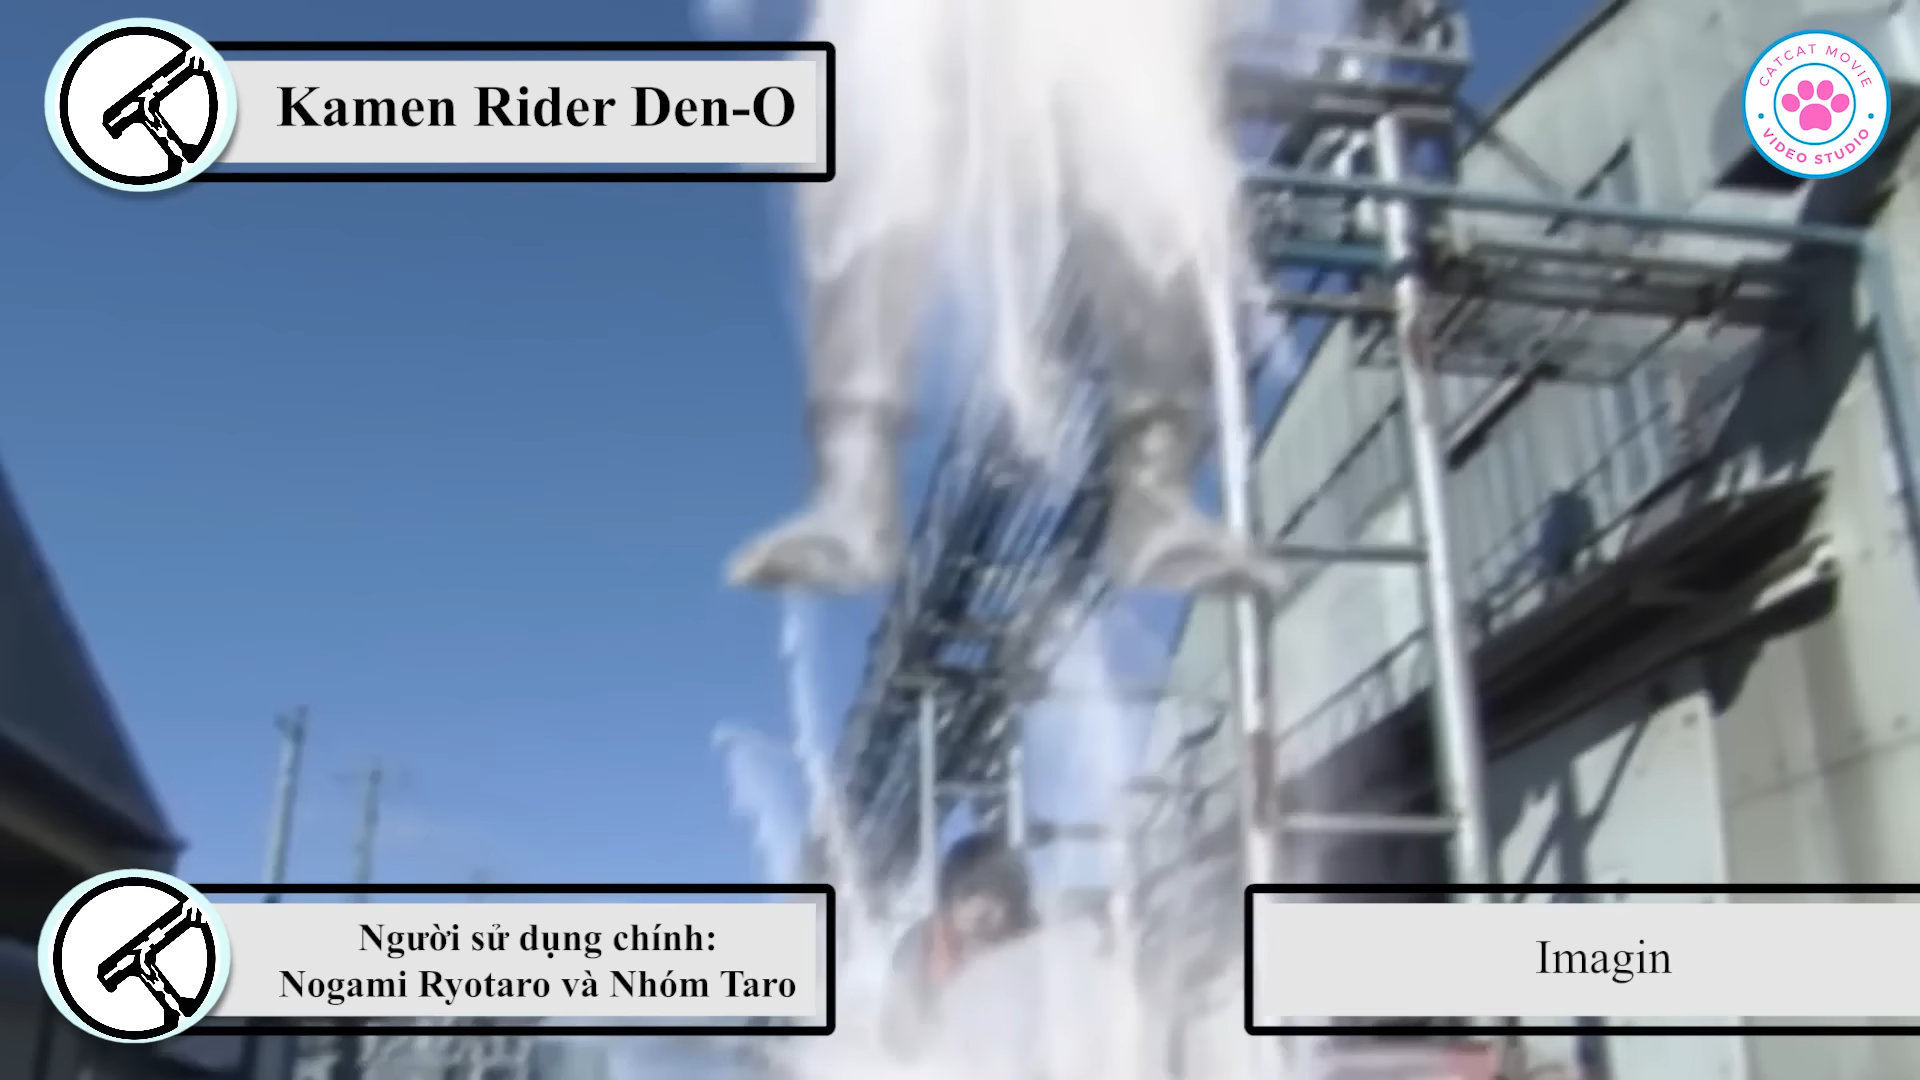 Kamen Rider Den-O
CATCAT MOVIE
VIDEO STUDIO
Người sử dụng chính:
Nogami Ryotaro và Nhóm Taro
Imagin